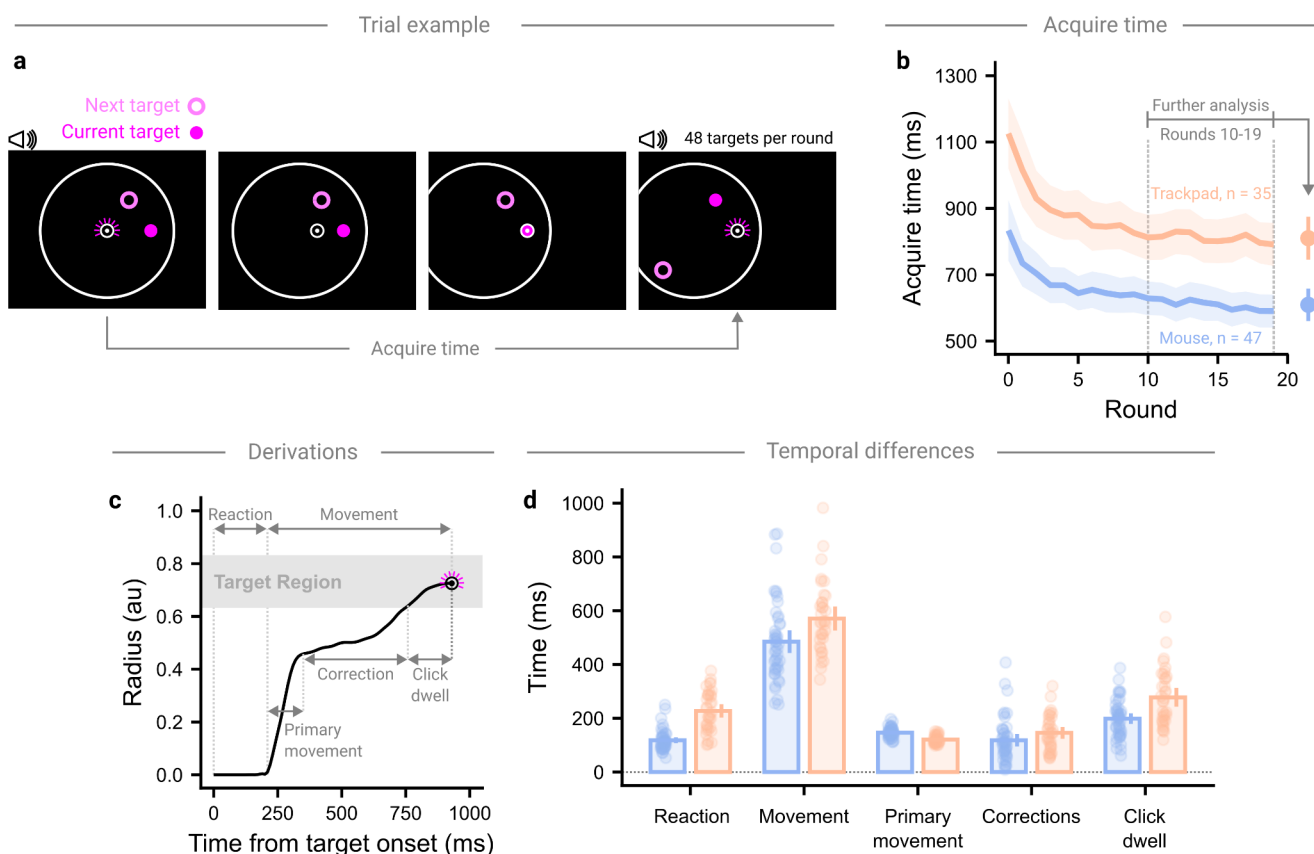 Trial example
Acquire time
a
Next target
Current target
48 targets per round
Acquire time
b
1300
1100
900
700
500
Acquire time (ms)
Further analysis
Rounds 10-19
Trackpad, n = 35
Mouse, n = 47
0
5
10
15
20
Round
Derivations
Temporal differences
c
1.0
0.8
0.6
0.4
0.2
0.0
Radius (au)
Reaction
Movement
Target Region
Correction
Click
dwell
Primary
movement
0
250
500
750
1000
Time from target onset (ms)
d
1000
800
600
400
200
0
Time (ms)
Reaction
Movement
Primary
movement
Corrections
Click
dwell